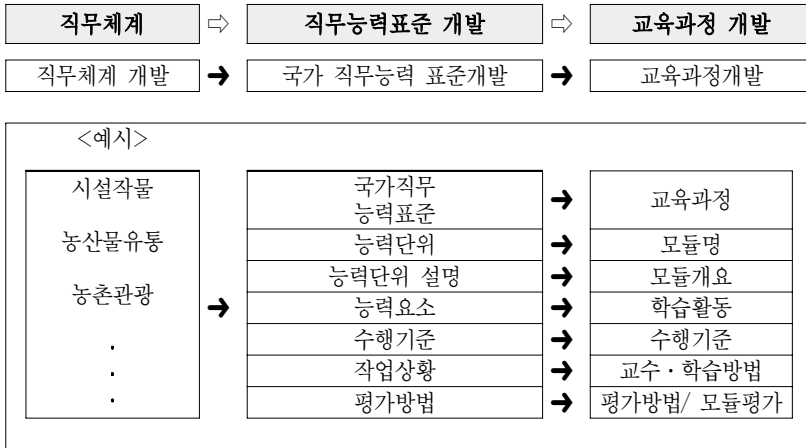 직무체계 ⇨ 직무능력표준 개발 ⇨ 교육과정 개발
직무체계 개발 ➜ 국가 직무능력 표준개발 ➜ 교육과정개발
<예시>
시설작물
농산물유통
농촌관광
.
.
.
➜
국가직무
능력표준 ➜ 교육과정
능력단위 ➜ 모듈명
능력단위 설명 ➜ 모듈개요
능력요소 ➜ 학습활동
수행기준 ➜ 수행기준
작업상황 ➜ 교수·학습방법
평가방법 ➜ 평가방법/ 모듈평가